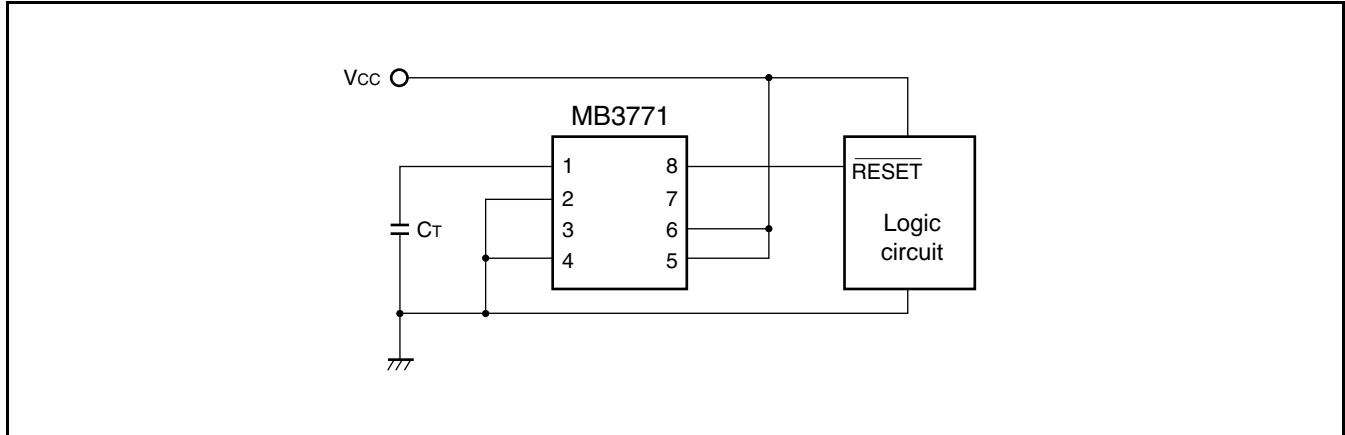 VCC
MB3771
1 8
2 7
3 6
4 5
CT
RESET
Logic
circuit